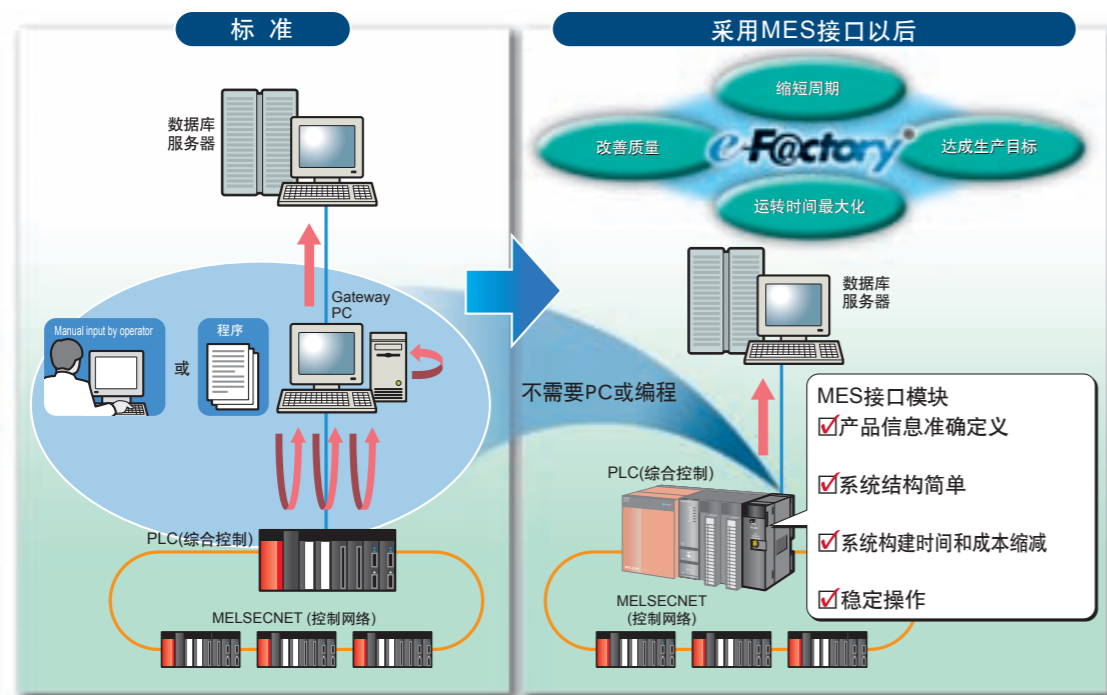 标 准
数据库
服务器
Gateway
PC
Manual input by operator
或
程序
PLC(综合控制)
MELSECNET (控制网络)
采用MES接口以后
缩短周期
改善质量
e-F@ctory®
达成生产目标
运转时间最大化
数据库
服务器
不需要PC或编程
PLC(综合控制)
MELSECNET
(控制网络)
MES接口模块
产品信息准确定义
系统结构简单
系统构建时间和成本缩减
稳定操作